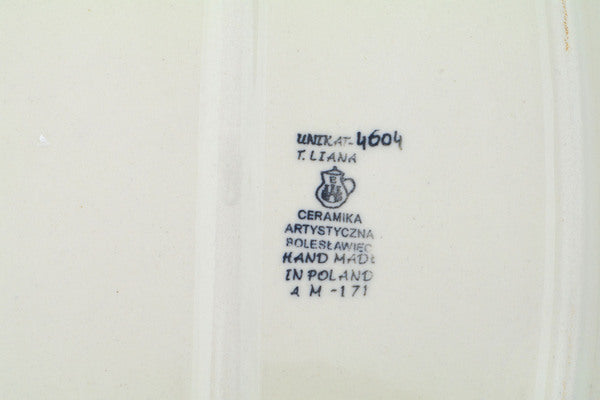 UNIKAT-4604
T. LIANA
CERAMIKA
ARTYSTYCZNA
BOLESŁAWIEC
HAND MADE
IN POLAND
A M -171